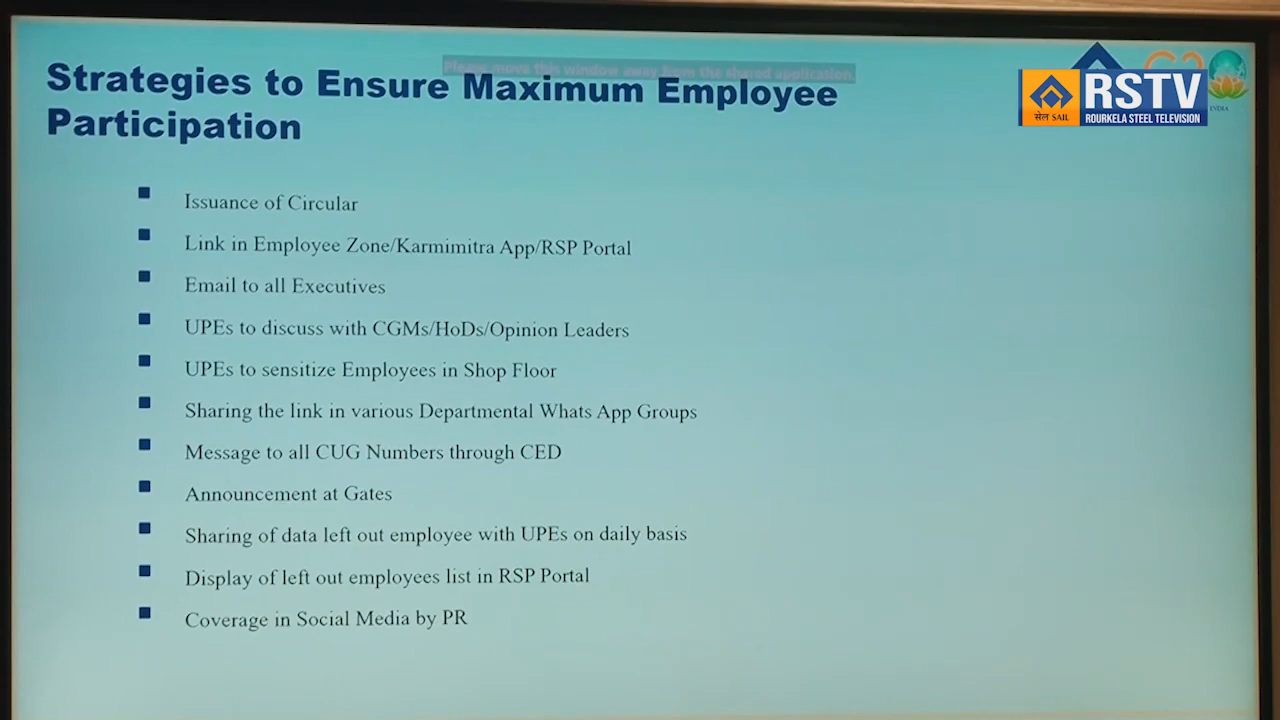 Please move this window away from the shared application.
Strategies to Ensure Maximum Employee
Participation
सेल SAIL
RSTV
ROURKELA STEEL TELEVISION
INDIA
Issuance of Circular
Link in Employee Zone/Karmimitra App/RSP Portal
Email to all Executives
UPEs to discuss with CGMs/HoDs/Opinion Leaders
UPEs to sensitize Employees in Shop Floor
Sharing the link in various Departmental Whats App Groups
Message to all CUG Numbers through CED
Announcement at Gates
Sharing of data left out employee with UPEs on daily basis
Display of left out employees list in RSP Portal
Coverage in Social Media by PR